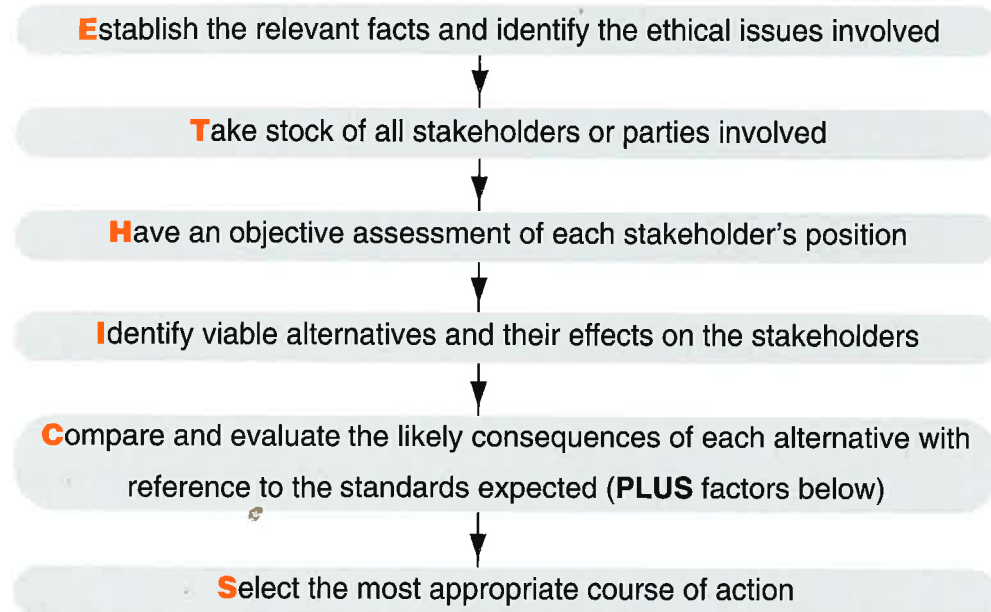 Establish the relevant facts and identify the ethical issues involved
Take stock of all stakeholders or parties involved
Have an objective assessment of each stakeholder's position
Identify viable alternatives and their effects on the stakeholders
Compare and evaluate the likely consequences of each alternative with
reference to the standards expected (PLUS factors below)
Select the most appropriate course of action